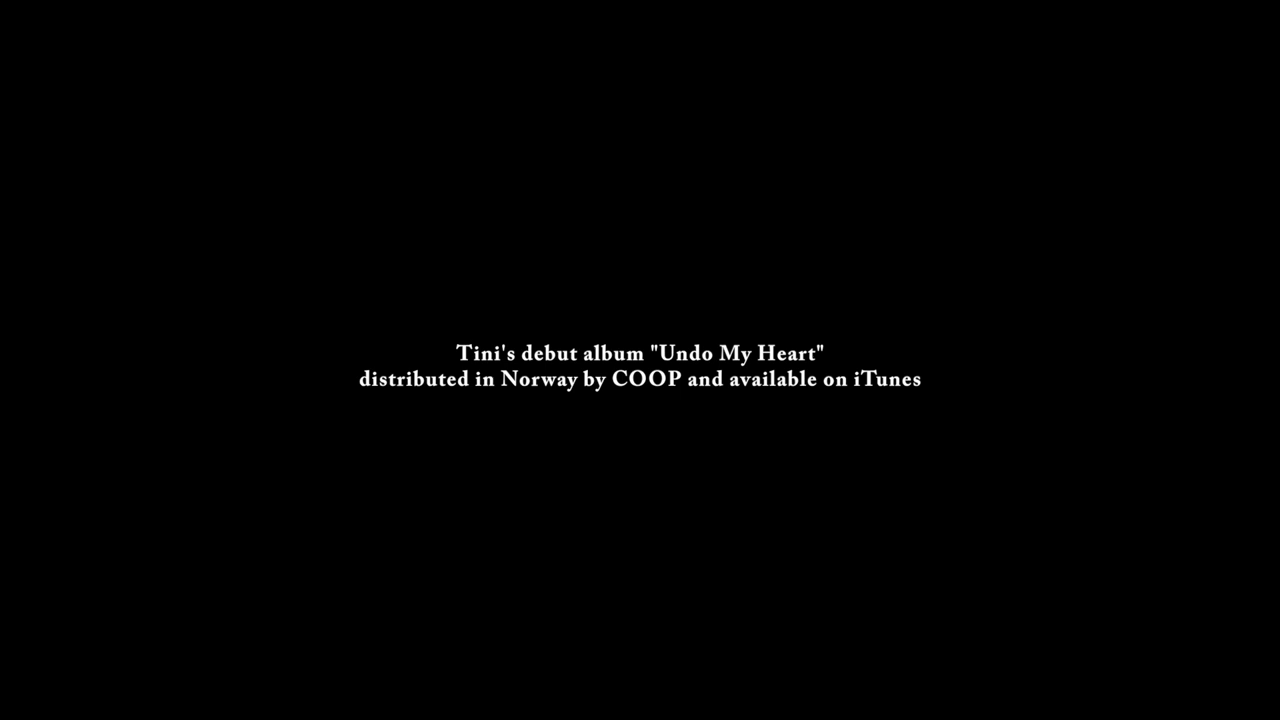 Tini's debut album "Undo My Heart"
distributed in Norway by COOP and available on iTunes